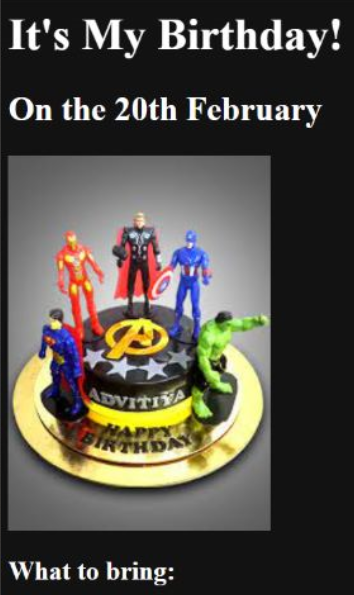 It's My Birthday!
On the 20th February
ADVITIYA
HAPPY
BIRTHDAY
What to bring: